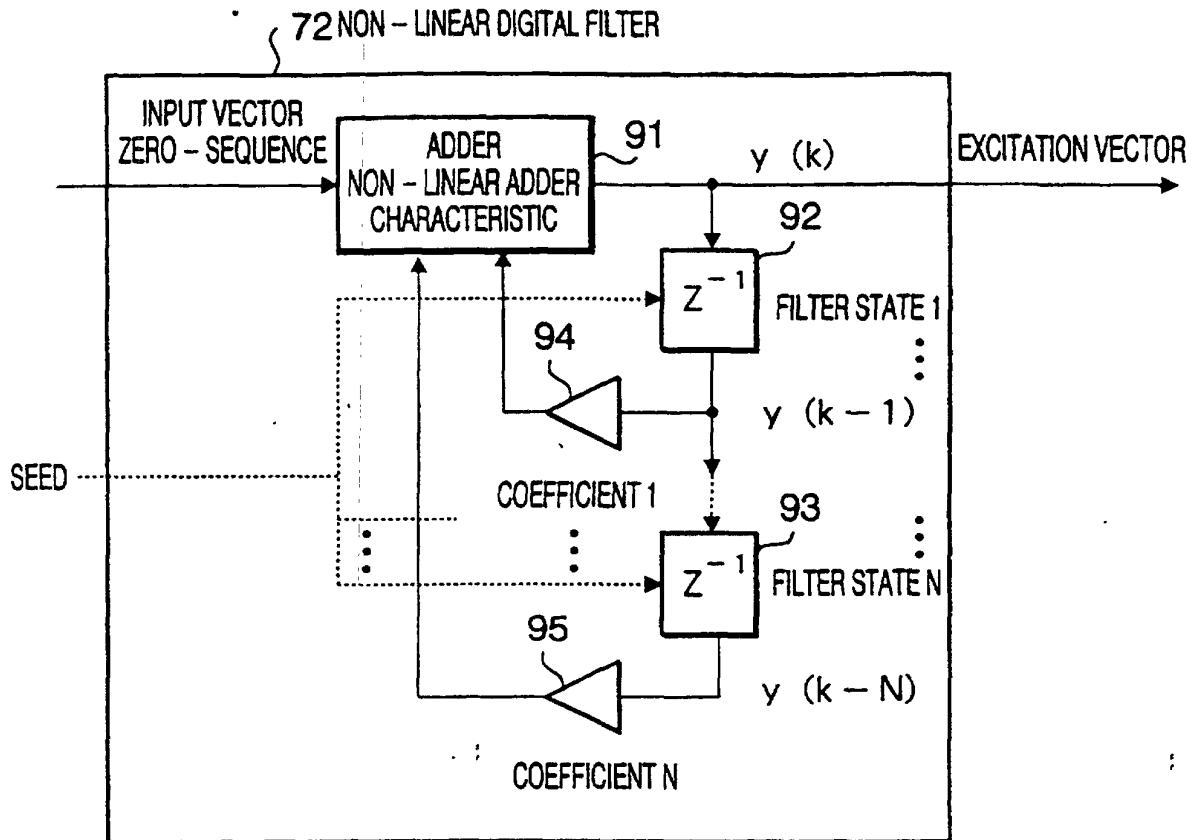 72 NON – LINEAR DIGITAL FILTER
INPUT VECTOR
ZERO – SEQUENCE
ADDER
NON – LINEAR ADDER
CHARACTERISTIC
91
y (k)
EXCITATION VECTOR
92
Z⁻¹
FILTER STATE 1
94
y (k – 1)
SEED
COEFFICIENT 1
93
Z⁻¹
FILTER STATE N
95
y (k – N)
COEFFICIENT N